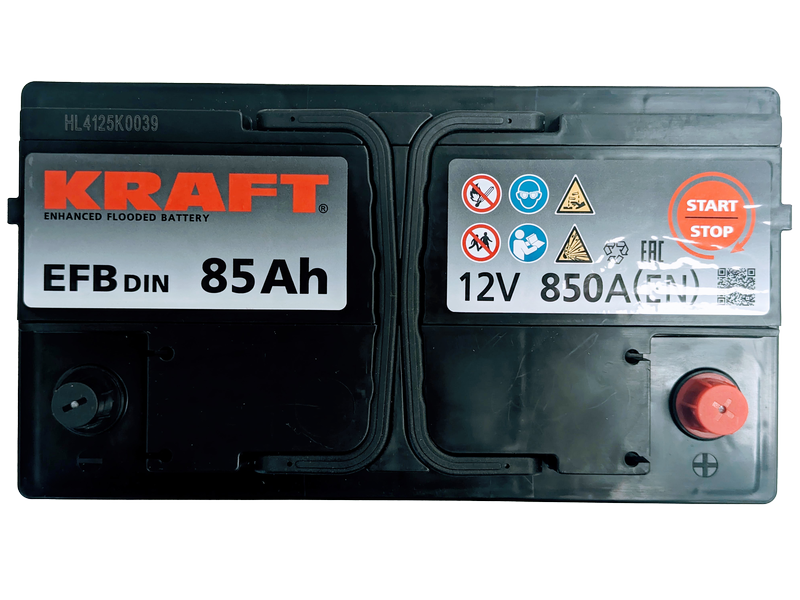 HL4125K0039
KRAFT®
ENHANCED FLOODED BATTERY
EFB DIN 85Ah
START
STOP
EAC
12V 850A(EN)